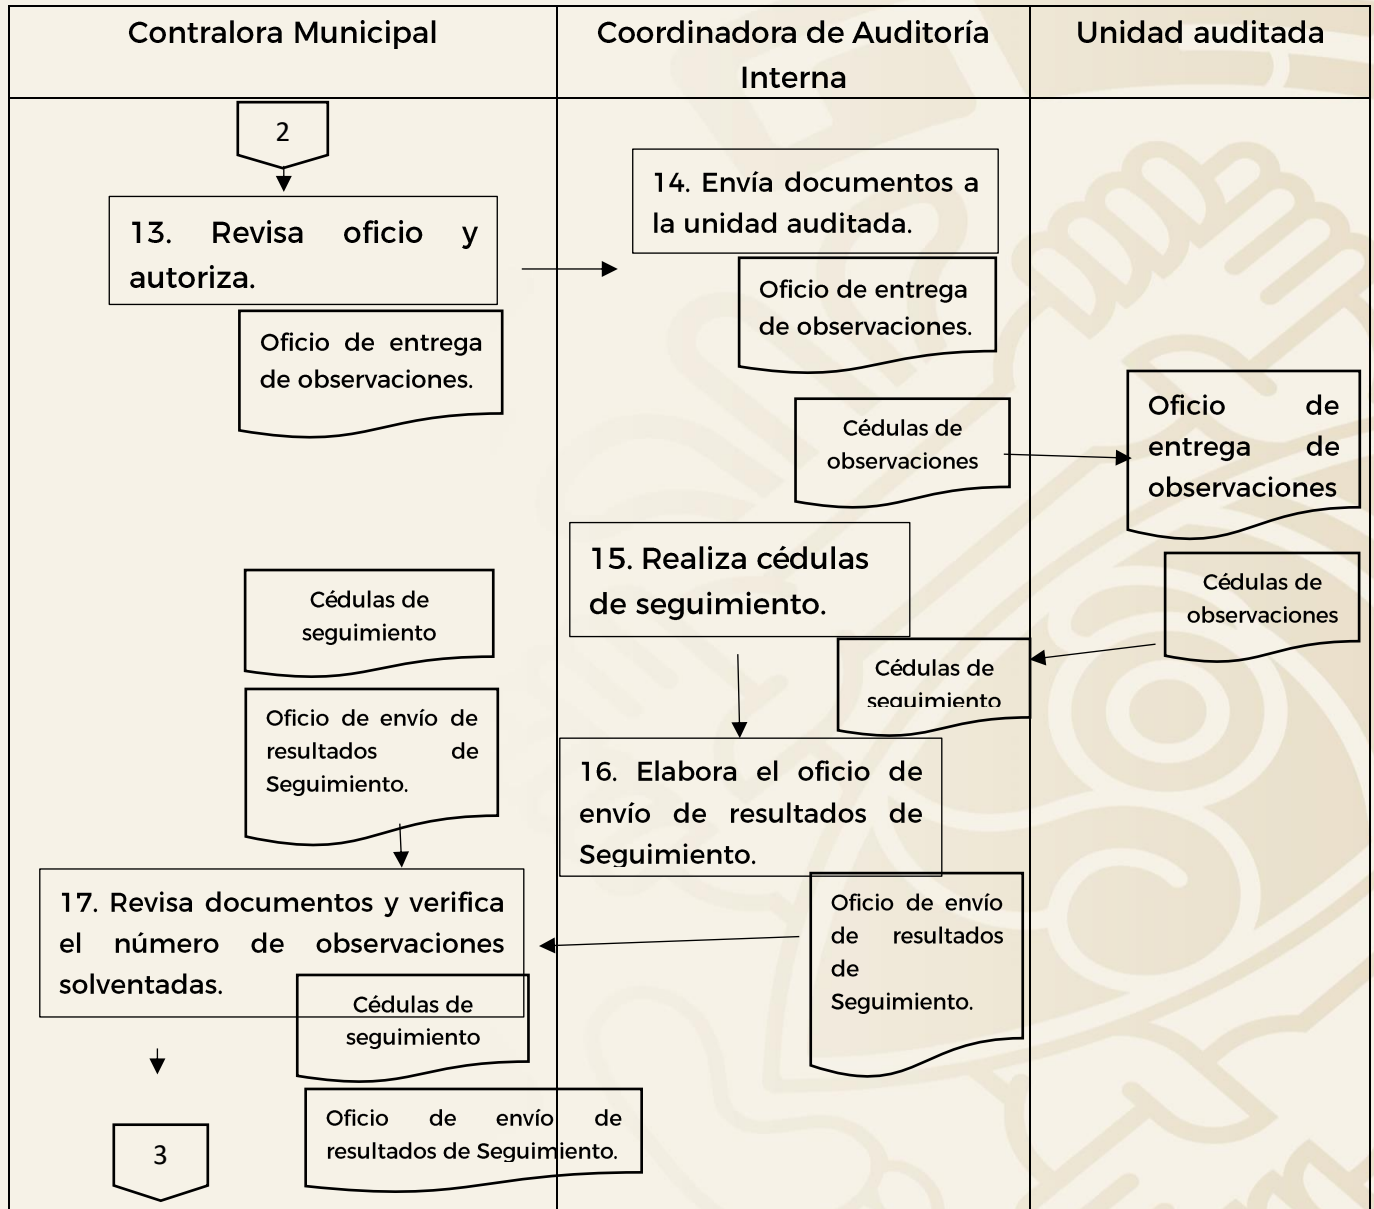 Contralora Municipal
Coordinadora de Auditoría
Interna
Unidad auditada
2
13. Revisa oficio y
autoriza.
Oficio de entrega
de observaciones.
14. Envía documentos a
la unidad auditada.
Oficio de entrega
de observaciones.
Cédulas de
observaciones
Oficio de
entrega de
observaciones
Cédulas de
observaciones
15. Realiza cédulas
de seguimiento.
Cédulas de
seguimiento
16. Elabora el oficio de
envío de resultados de
Seguimiento.
Oficio de envío
de resultados
de
Seguimiento.
Cédulas de
seguimiento
Oficio de envío de
resultados de
Seguimiento.
17. Revisa documentos y verifica
el número de observaciones
solventadas.
Cédulas de
seguimiento
Oficio de envío de
resultados de Seguimiento.
3